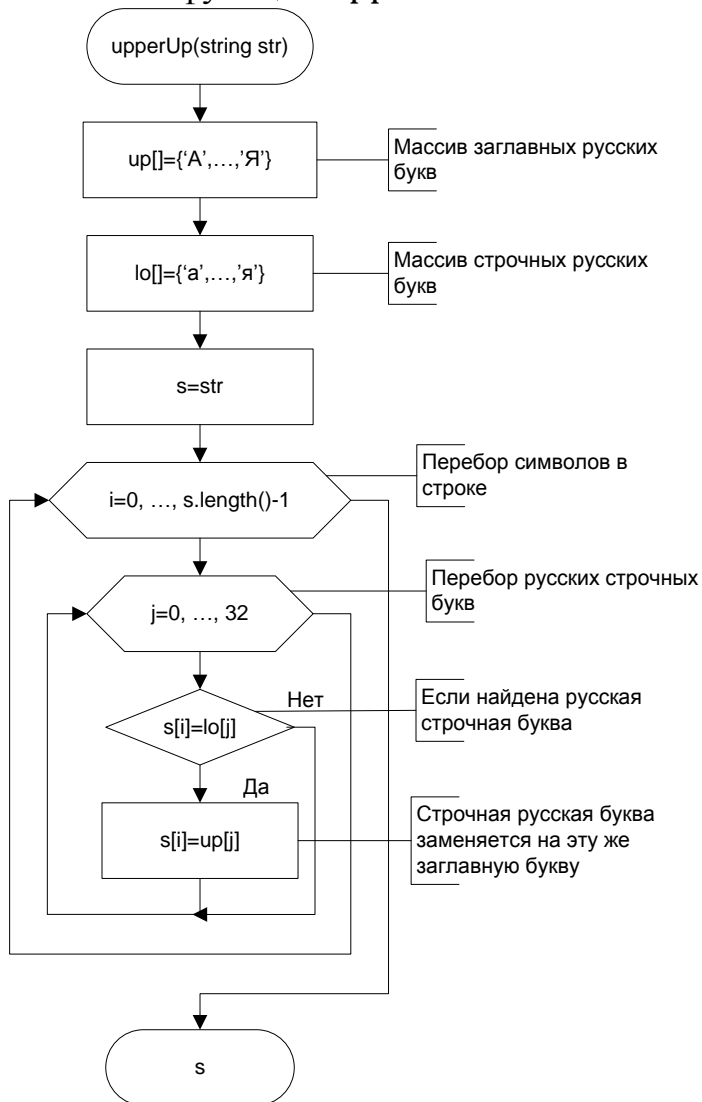 upperUp(string str)
up[]={‘А’,…,’Я’}
Массив заглавных русских
букв
lo[]={‘а’,…,’я’}
Массив строчных русских
букв
s=str
Перебор символов в
строке
i=0, …, s.length()-1
Перебор русских строчных
букв
j=0, …, 32
Нет
Если найдена русская
строчная буква
s[i]=lo[j]
Да
Строчная русская буква
заменяется на эту же
заглавную букву
s[i]=up[j]
s